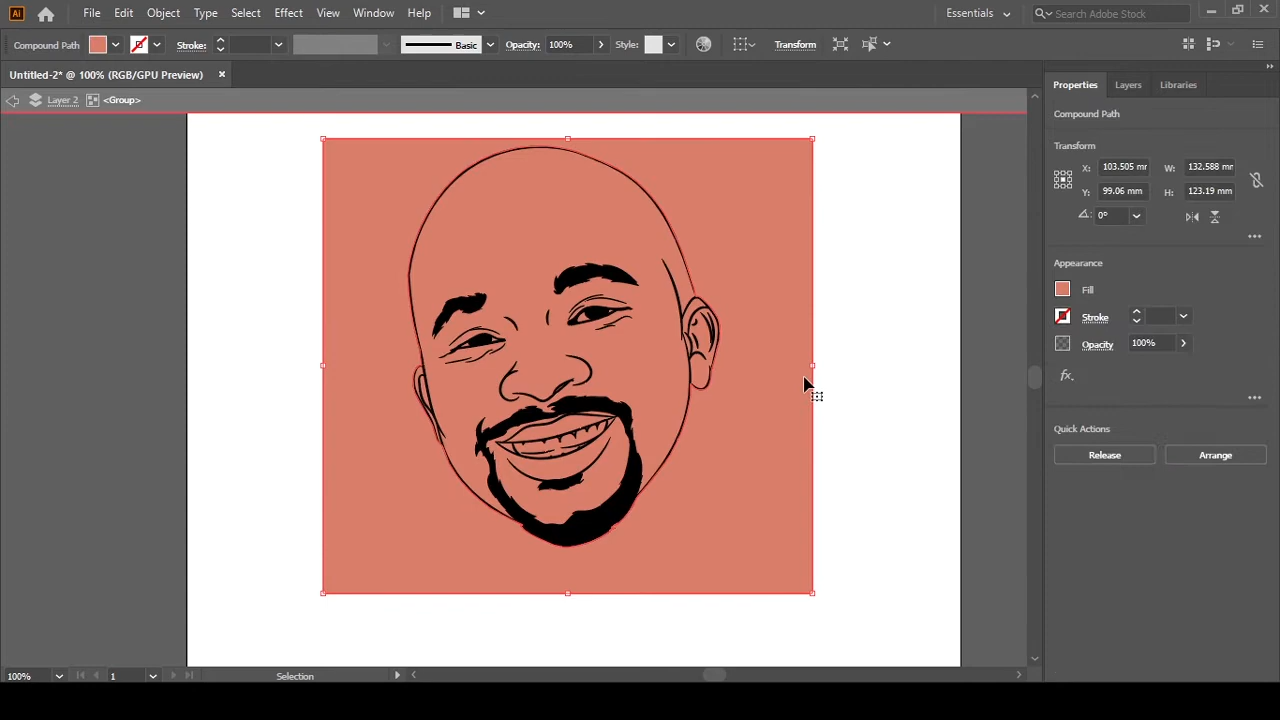 Ai File Edit Object Type Select Effect View Window Help Essentials Search Adobe Stock
Compound Path Stroke: Basic Opacity: 100% Style: Transform
Untitled-2* @ 100% (RGB/GPU Preview) ×
Layer 2 <Group>
Properties Layers Libraries
Compound Path
Transform
X: 103.505 mm W: 132.588 mm
Y: 99.06 mm H: 123.19 mm
0°
Appearance
Fill
Stroke
Opacity 100%
fx.
Quick Actions
Release Arrange
100% 1 Selection